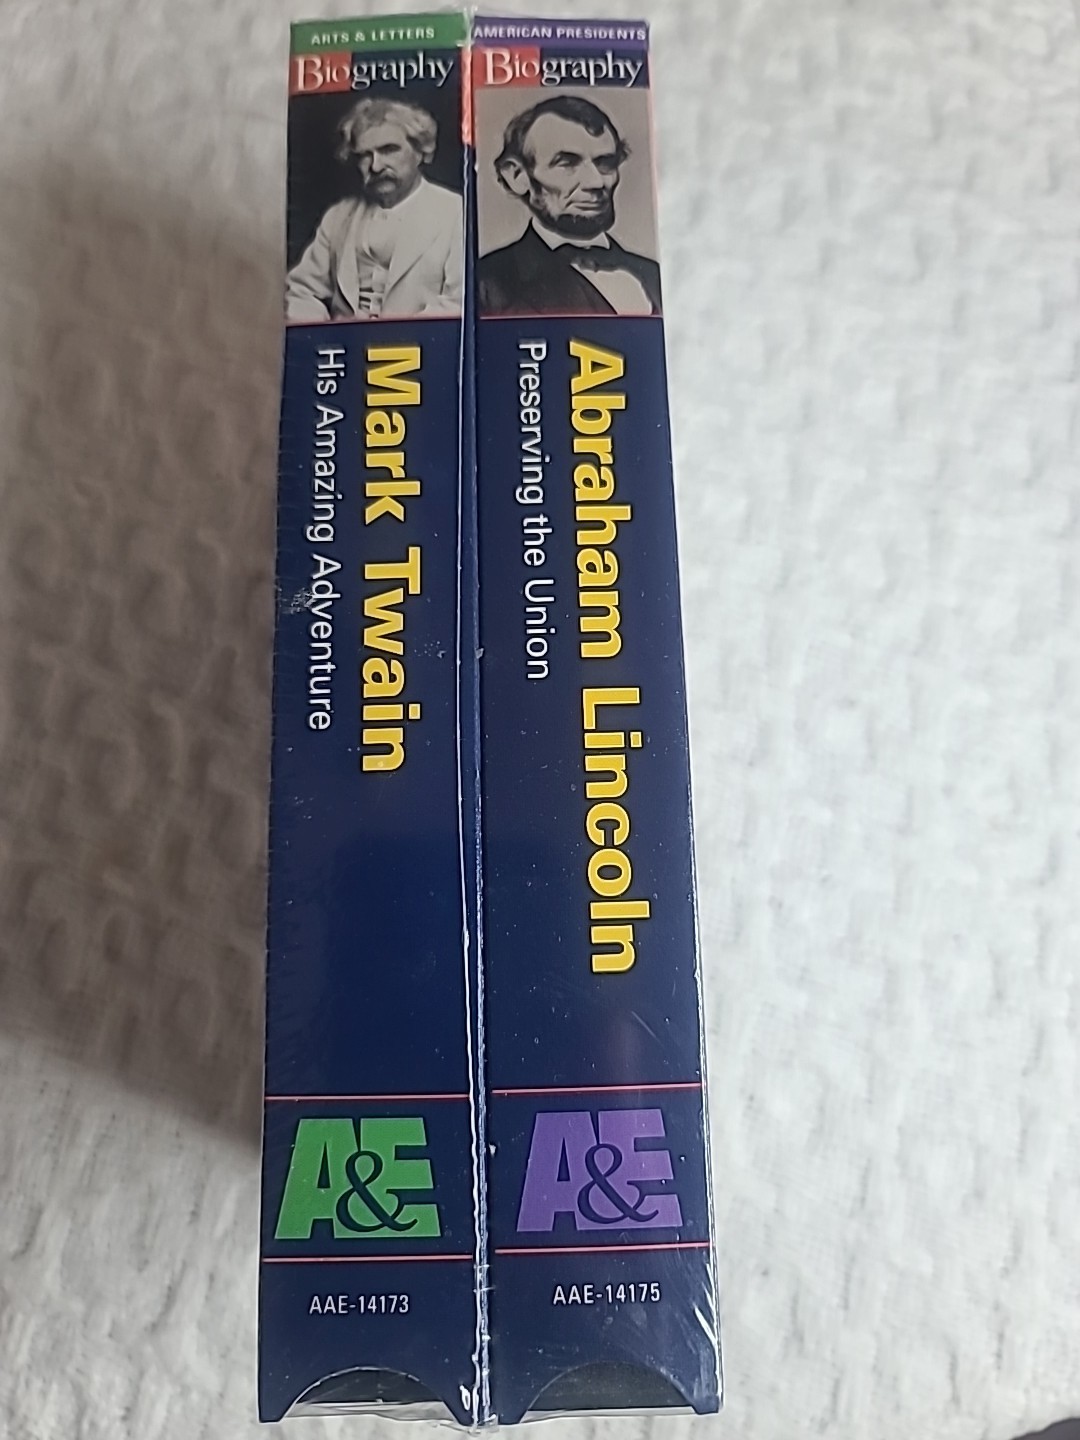 ARTS & LETTERS
Biography
Mark Twain
His Amazing Adventure
A&E
AAE-14173
AMERICAN PRESIDENTS
Biography
Abraham Lincoln
Preserving the Union
A&E
AAE-14175